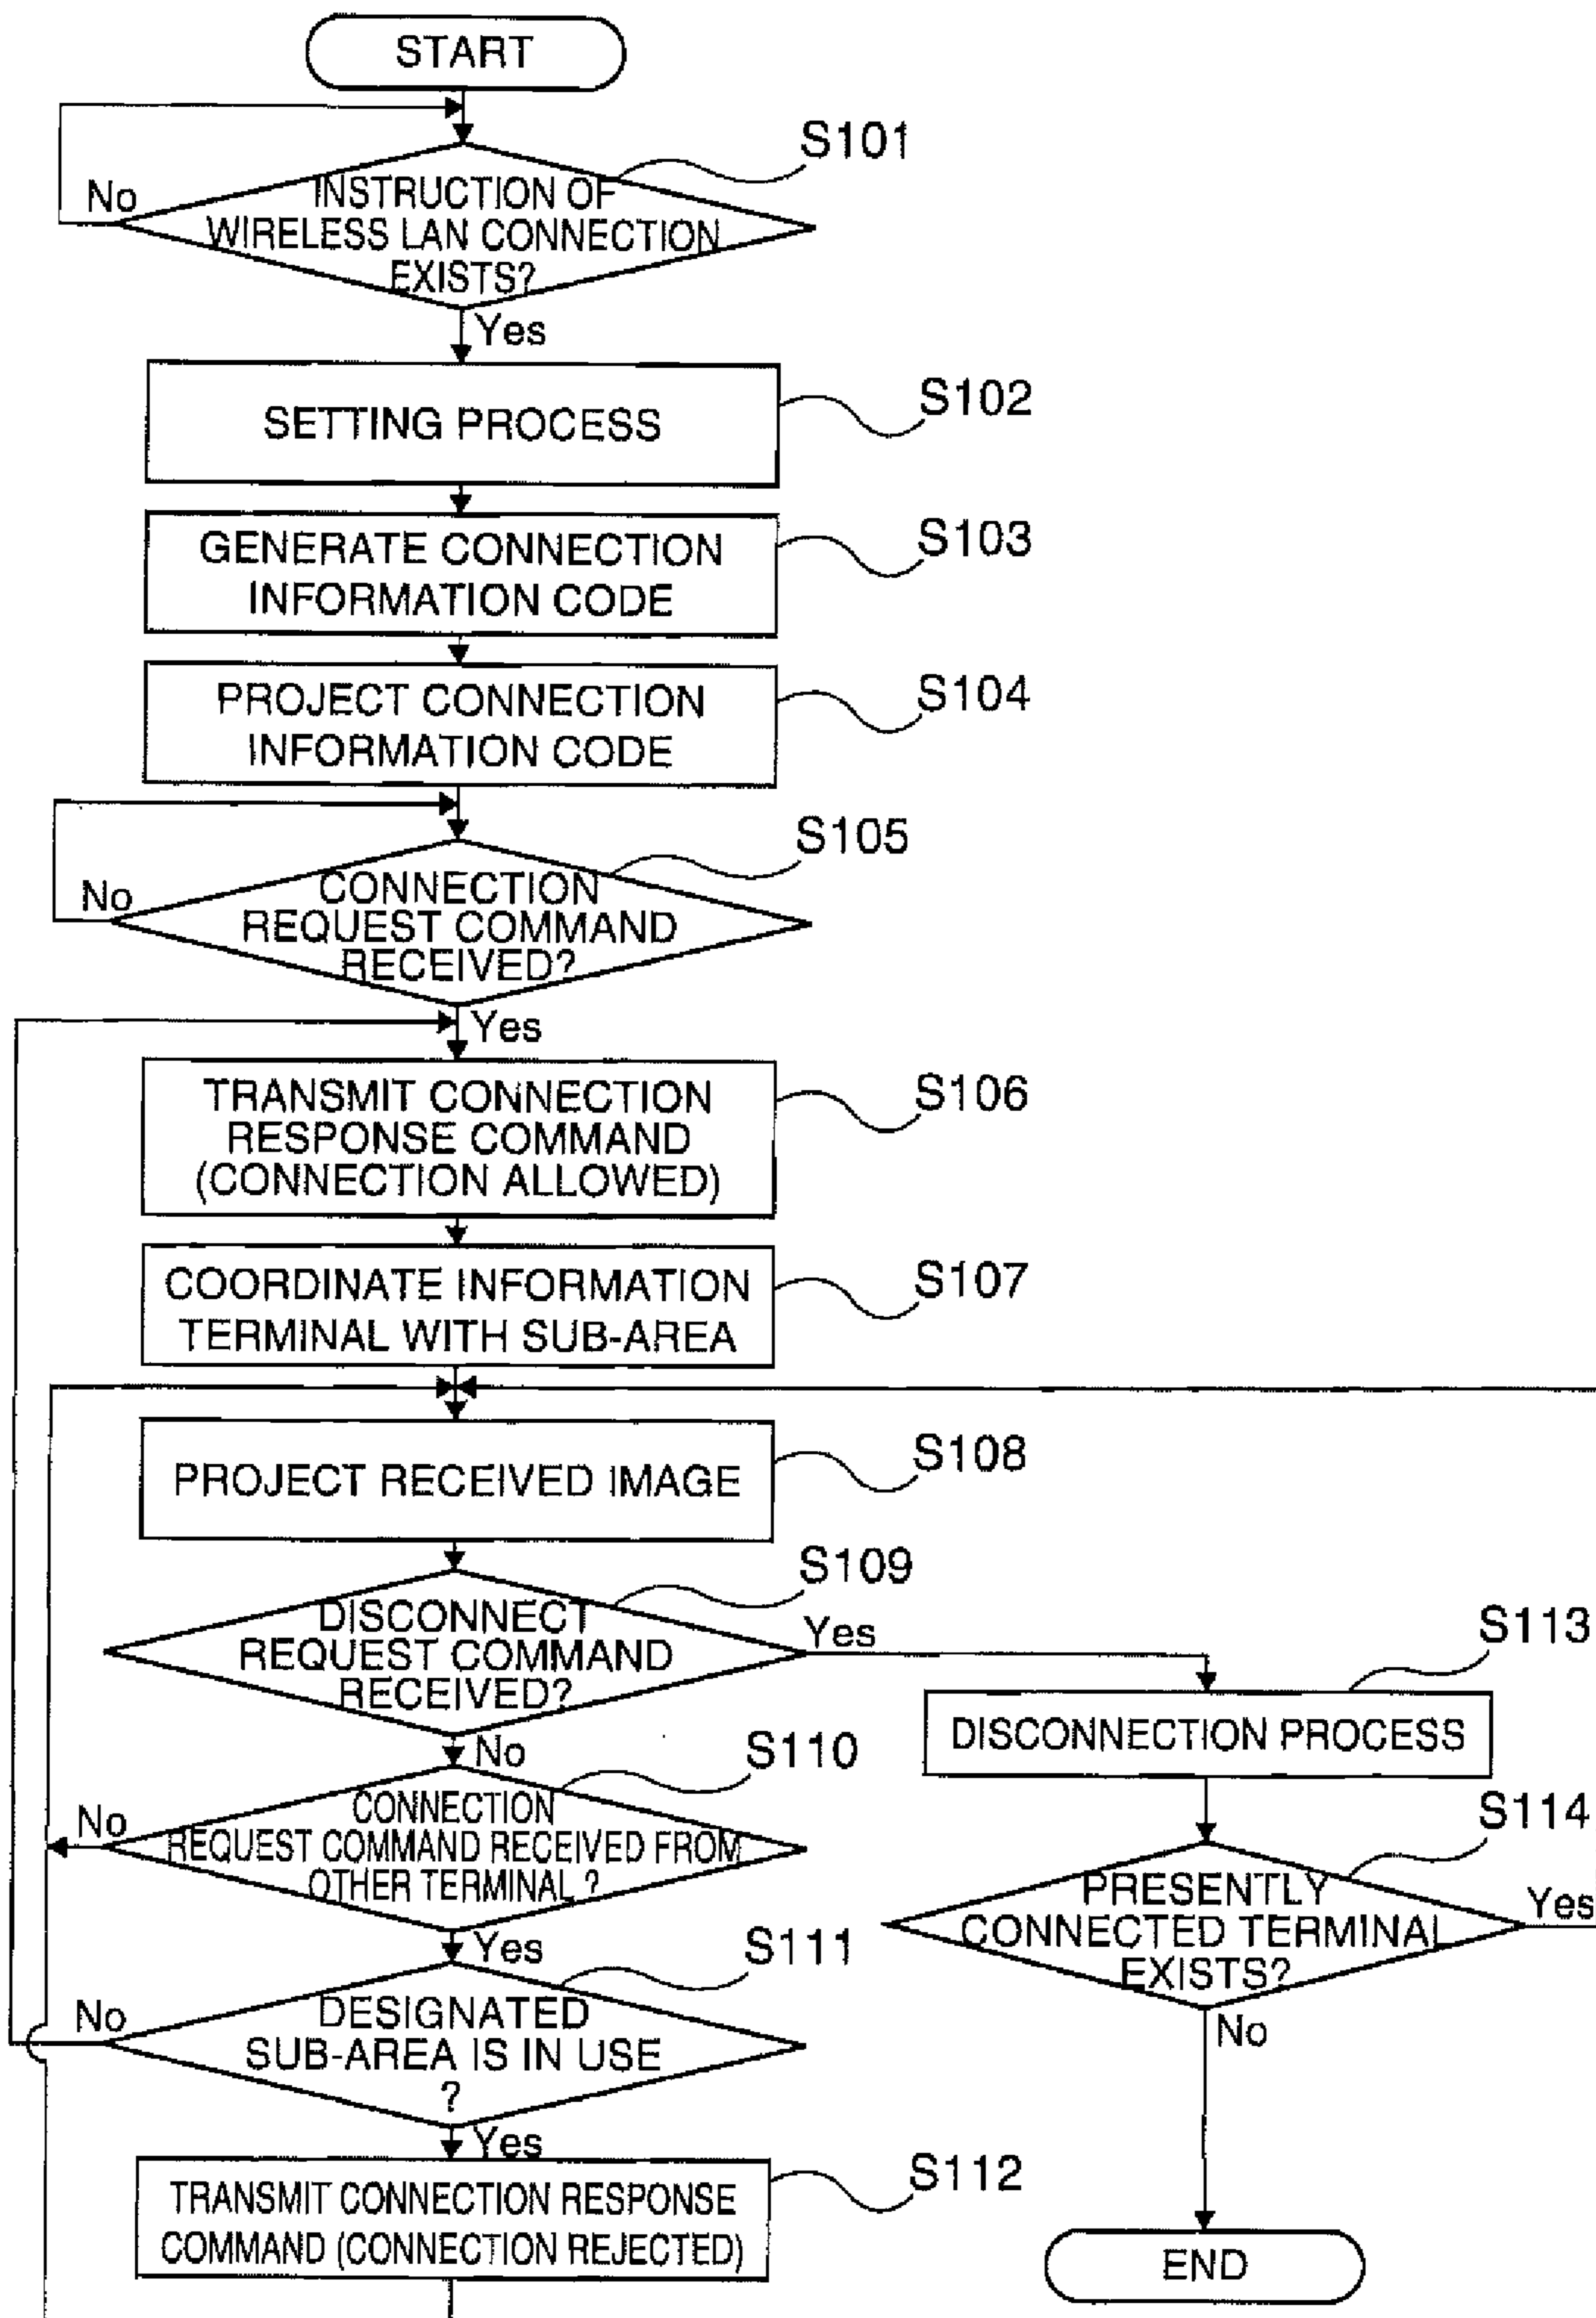 START
S101
No
INSTRUCTION OF
WIRELESS LAN CONNECTION
EXISTS?
Yes
SETTING PROCESS
S102
GENERATE CONNECTION
INFORMATION CODE
S103
PROJECT CONNECTION
INFORMATION CODE
S104
S105
No
CONNECTION
REQUEST COMMAND
RECEIVED?
Yes
TRANSMIT CONNECTION
RESPONSE COMMAND
(CONNECTION ALLOWED)
S106
COORDINATE INFORMATION
TERMINAL WITH SUB-AREA
S107
PROJECT RECEIVED IMAGE
S108
S109
DISCONNECT
REQUEST COMMAND
RECEIVED?
Yes
No
S110
No
CONNECTION
REQUEST COMMAND RECEIVED FROM
OTHER TERMINAL ?
Yes
S111
No
DESIGNATED
SUB-AREA IS IN USE
?
Yes
TRANSMIT CONNECTION RESPONSE
COMMAND (CONNECTION REJECTED)
S112
S113
DISCONNECTION PROCESS
S114
PRESENTLY
CONNECTED TERMINAL
EXISTS?
Yes
No
END